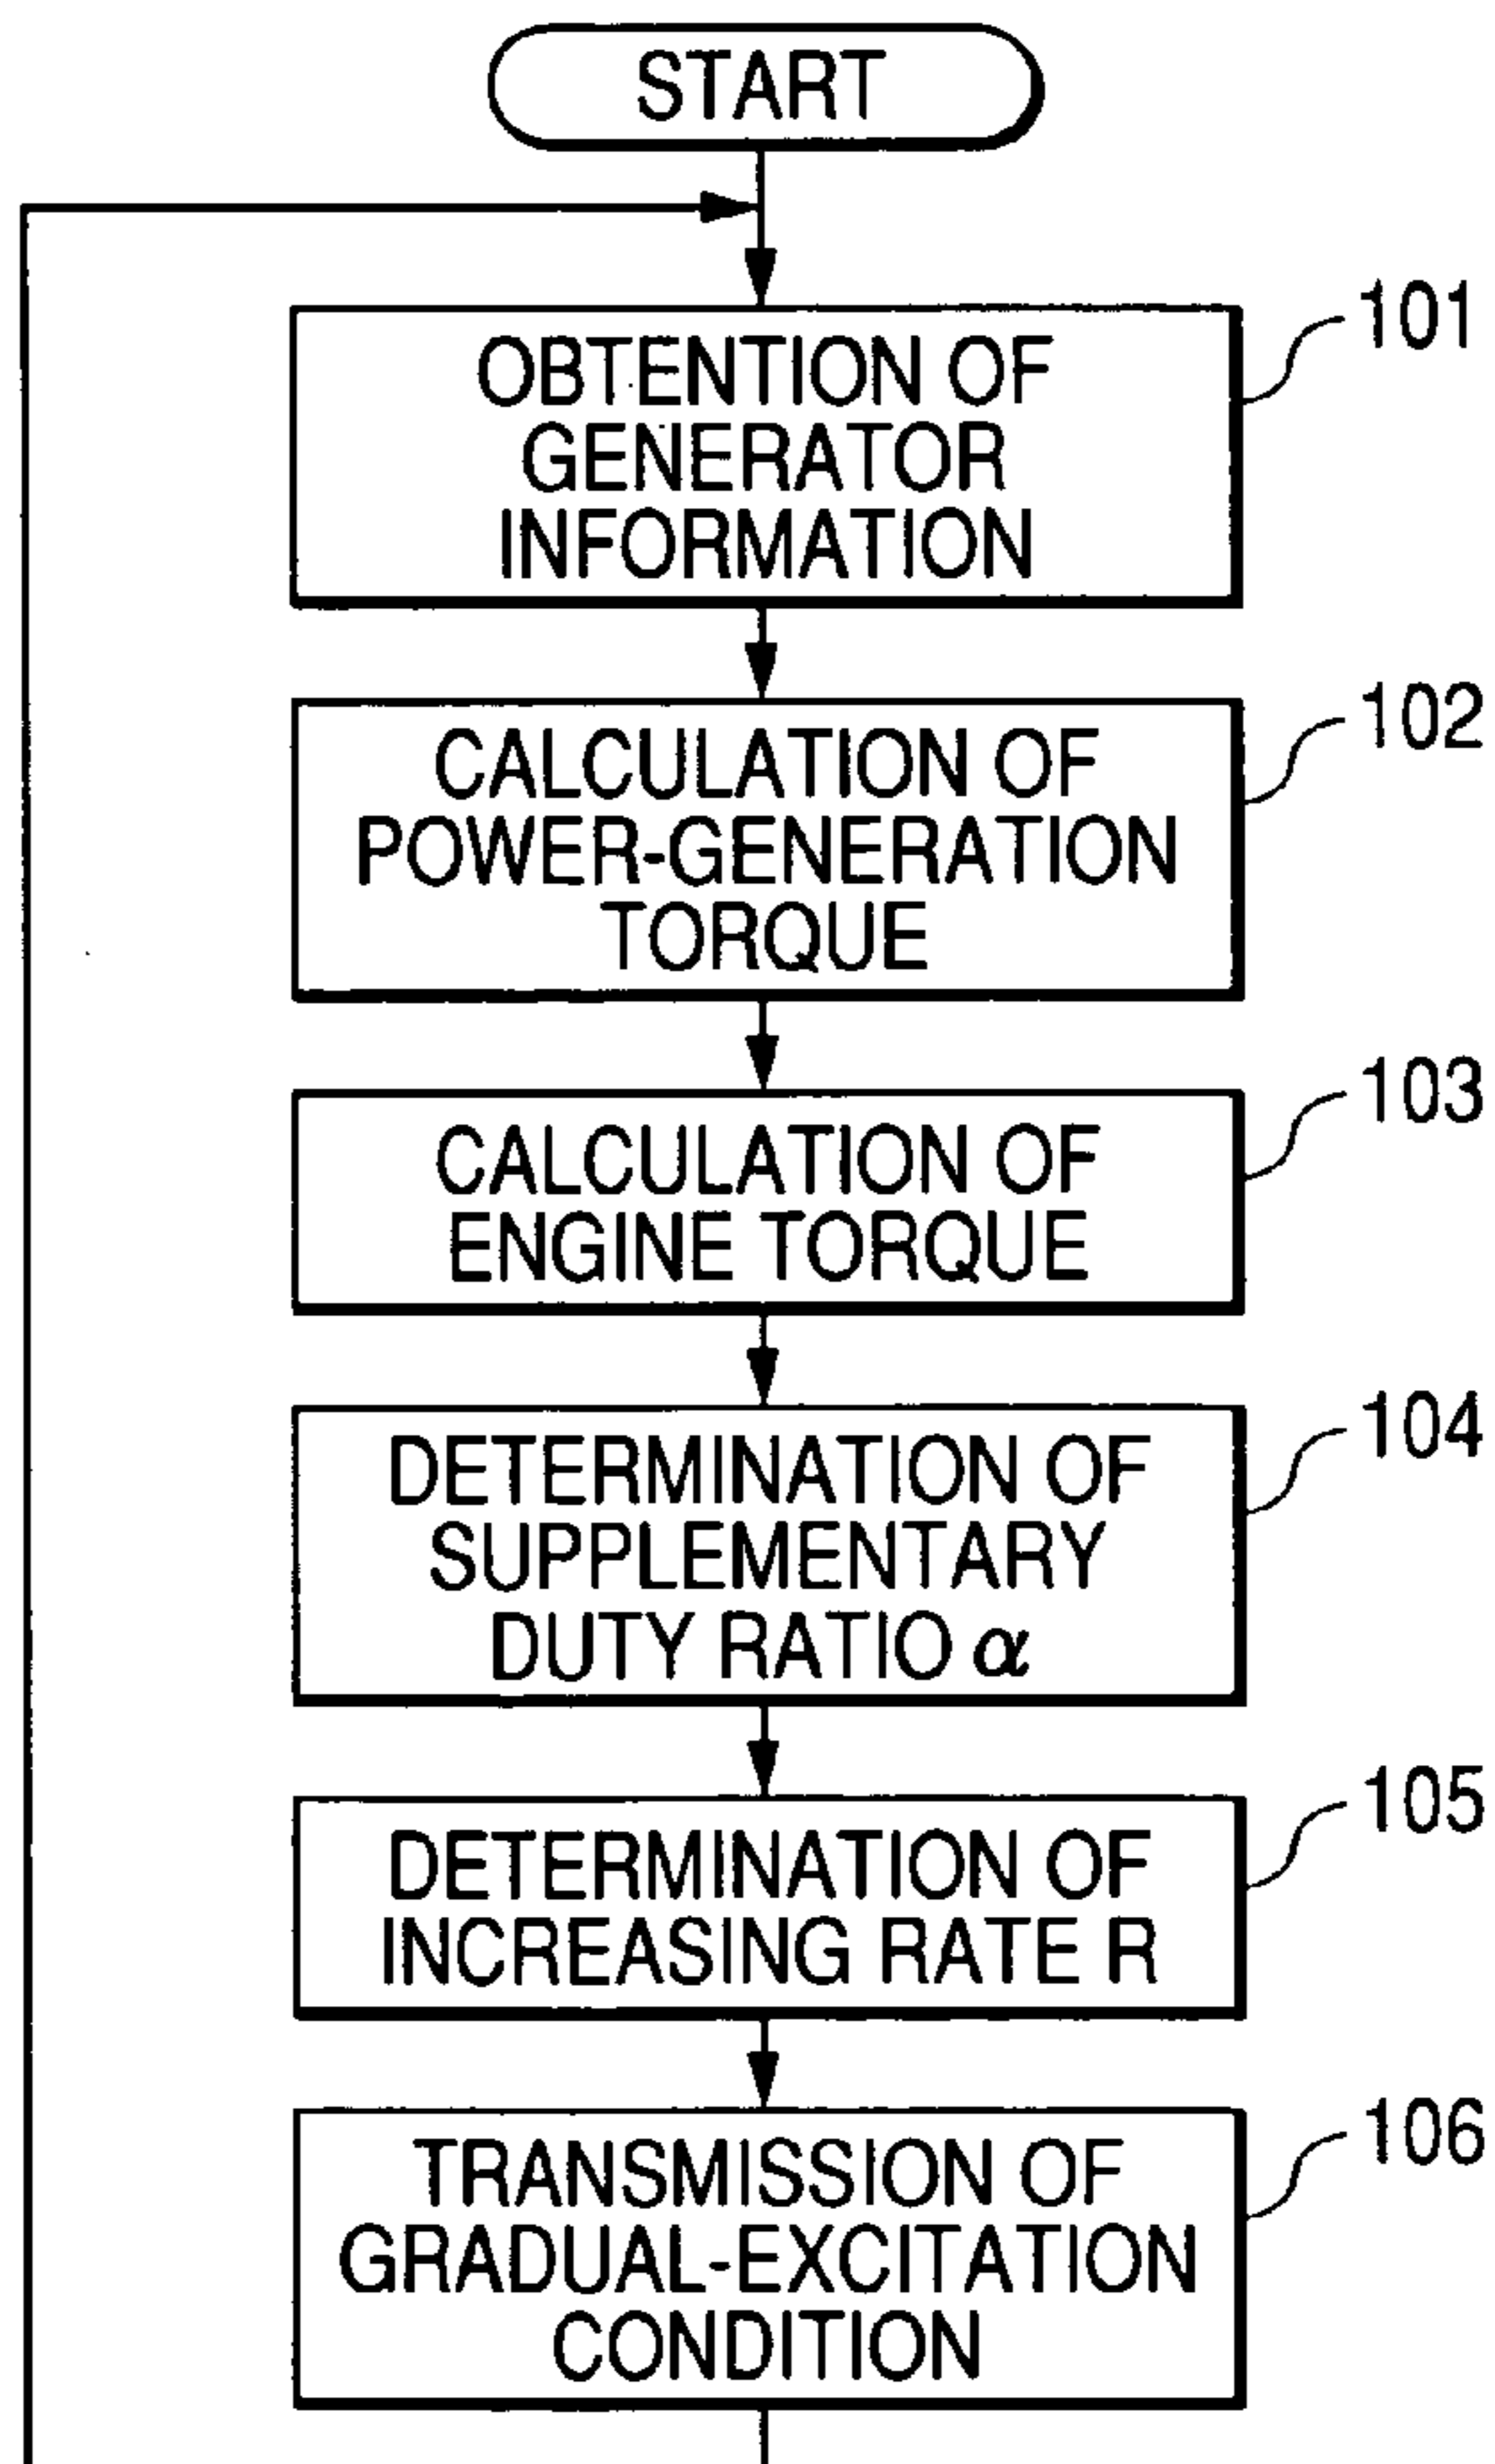 START
101
OBTENTION OF
GENERATOR
INFORMATION
102
CALCULATION OF
POWER-GENERATION
TORQUE
103
CALCULATION OF
ENGINE TORQUE
104
DETERMINATION OF
SUPPLEMENTARY
DUTY RATIO α
105
DETERMINATION OF
INCREASING RATE R
106
TRANSMISSION OF
GRADUAL-EXCITATION
CONDITION